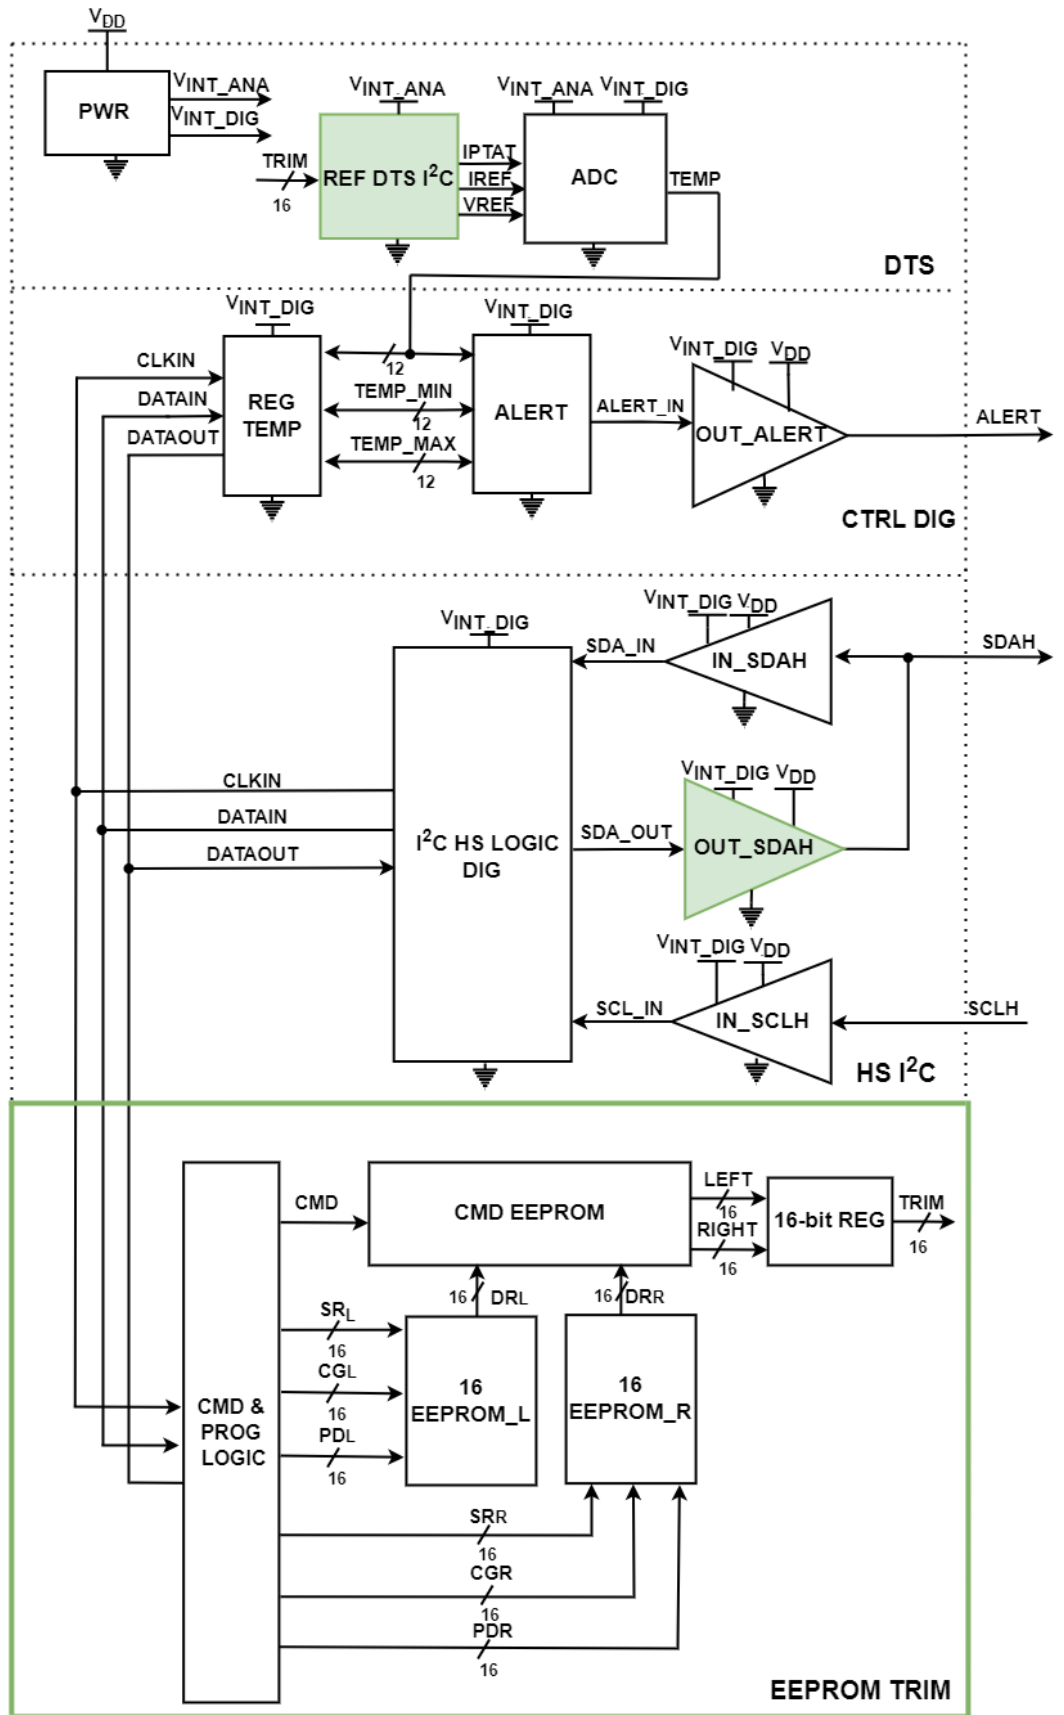 VDD
PWR
VINT_ANA
VINT_DIG
TRIM
16
VINT_ANA
REF DTS I²C
IPTAT
IREF
VREF
VINT_ANA
VINT_DIG
ADC
TEMP
DTS
VINT_DIG
VINT_DIG
CLKIN
DATAIN
DATAOUT
REG
TEMP
12
TEMP_MIN
12
TEMP_MAX
12
ALERT
ALERT_IN
VINT_DIG
VDD
OUT_ALERT
ALERT
CTRL DIG
VINT_DIG
VINT_DIG
VDD
SDA_IN
IN_SDAH
SDAH
CLKIN
DATAIN
DATAOUT
I²C HS LOGIC
DIG
SDA_OUT
VINT_DIG
VDD
OUT_SDAH
VINT_DIG
VDD
SCL_IN
IN_SCLH
SCLH
HS I²C
CMD
CMD EEPROM
LEFT
16
RIGHT
16
16-bit REG
TRIM
16
16
DRL
16
DRR
SRL
16
CGL
16
PDL
16
16
EEPROM_L
16
EEPROM_R
CMD &
PROG
LOGIC
SRR
16
CGR
16
PDR
16
EEPROM TRIM